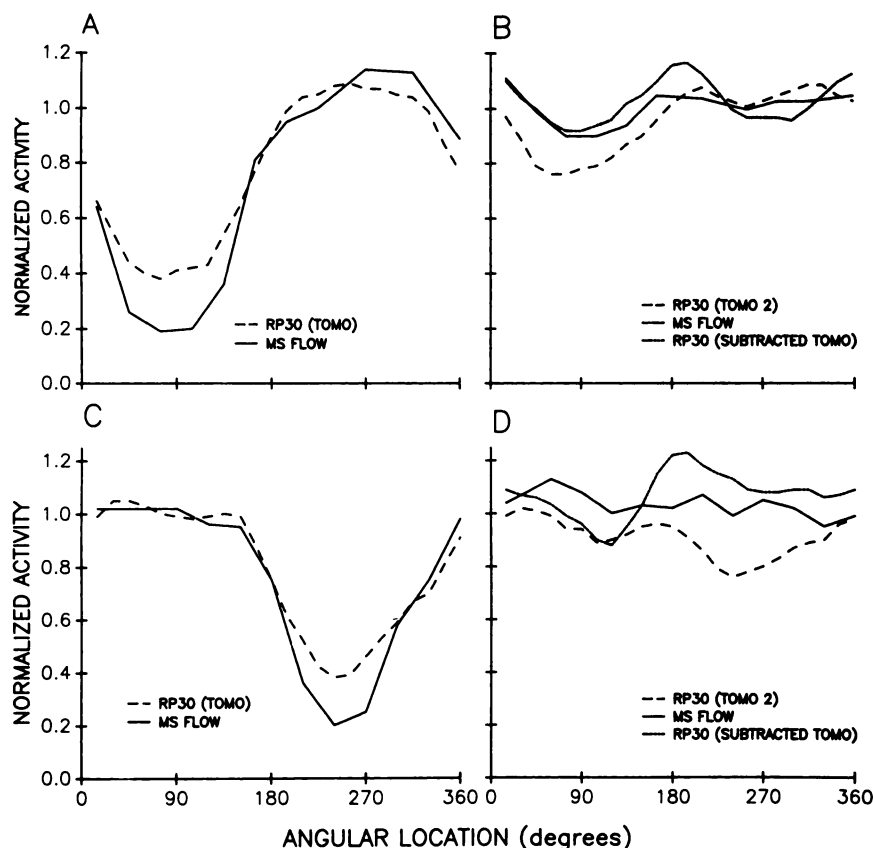 A
B
1.2
1.0
0.8
0.6
0.4
0.2
0.0
NORMALIZED ACTIVITY
RP30 (TOMO)
MS FLOW
RP30 (TOMO 2)
MS FLOW
RP30 (SUBTRACTED TOMO)
C
D
1.2
1.0
0.8
0.6
0.4
0.2
0.0
NORMALIZED ACTIVITY
RP30 (TOMO)
MS FLOW
RP30 (TOMO 2)
MS FLOW
RP30 (SUBTRACTED TOMO)
0 90 180 270 360 0 90 180 270 360
ANGULAR LOCATION (degrees)